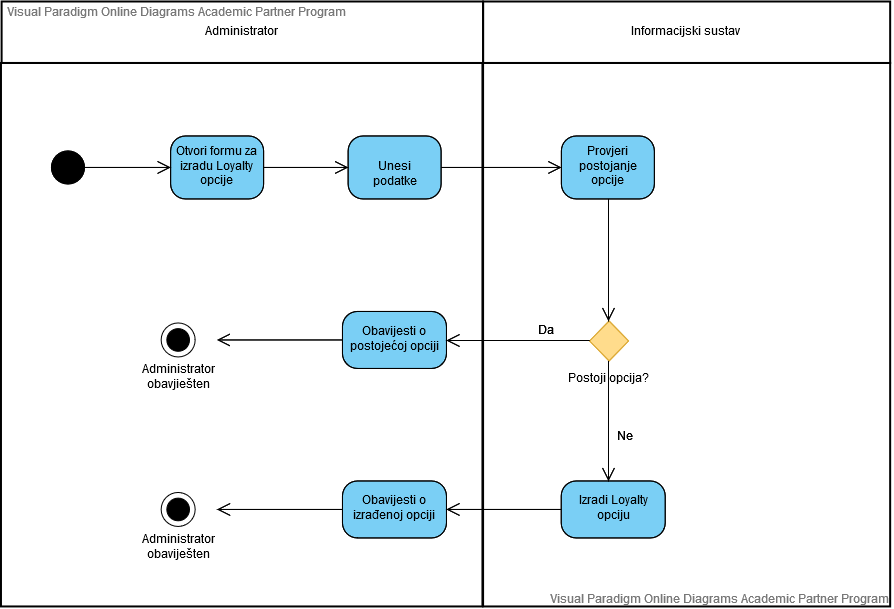 Visual Paradigm Online Diagrams Academic Partner Program
Administrator
Informacijski sustav
Otvori formu za
izradu Loyalty
opcije
Unesi
podatke
Provjeri
postojanje
opcije
Da
Postoji opcija?
Obavijesti o
postojećoj opciji
Administrator
obavješten
Ne
Izradi Loyalty
opciju
Obavijesti o
izrađenoj opciji
Administrator
obaviješten
Visual Paradigm Online Diagrams Academic Partner Program